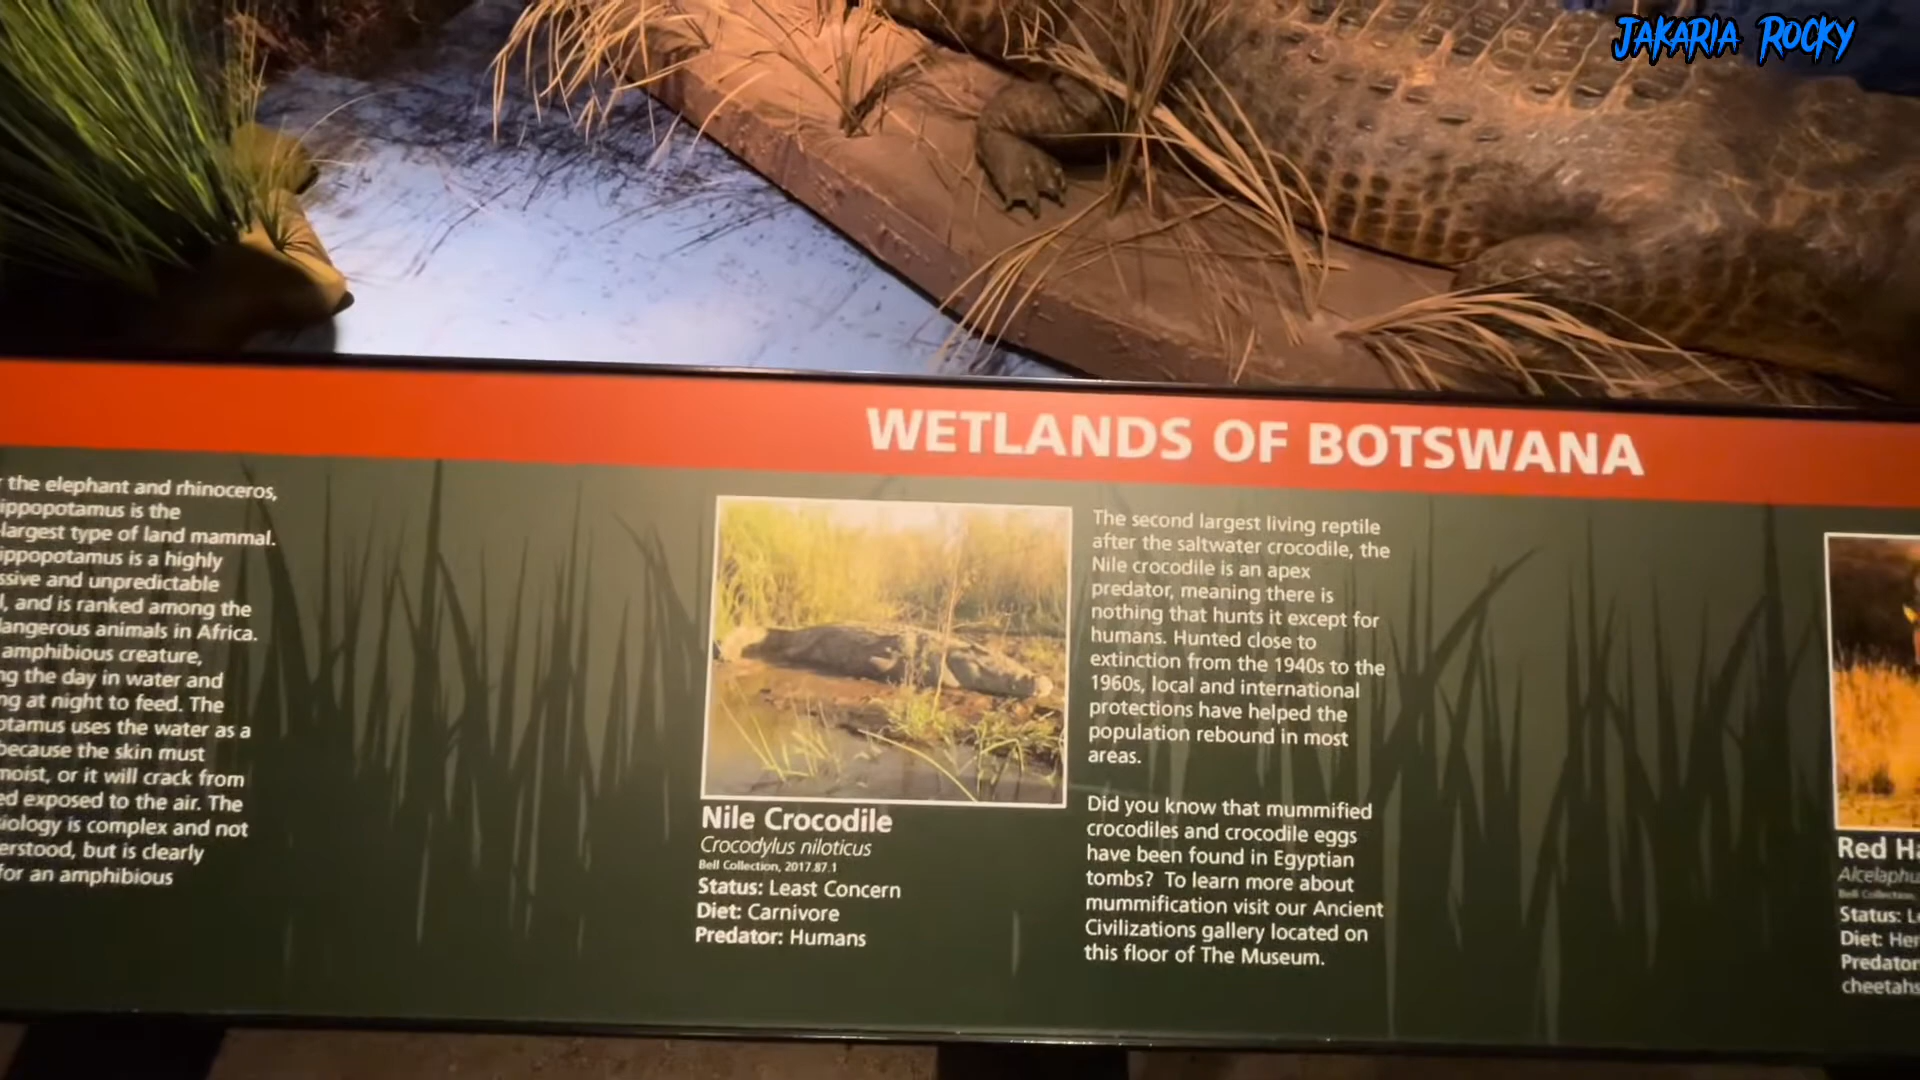 JAKARIA ROCKY
WETLANDS OF BOTSWANA
the elephant and rhinoceros,
ippopotamus is the
largest type of land mammal.
ippopotamus is a highly
ssive and unpredictable
l, and is ranked among the
dangerous animals in Africa.
amphibious creature,
ng the day in water and
ng at night to feed. The
otamus uses the water as a
because the skin must
moist, or it will crack from
ed exposed to the air. The
iology is complex and not
erstood, but is clearly
for an amphibious
Nile Crocodile
Crocodylus niloticus
Bell Collection, 2017.87.1
Status: Least Concern
Diet: Carnivore
Predator: Humans
The second largest living reptile
after the saltwater crocodile, the
Nile crocodile is an apex
predator, meaning there is
nothing that hunts it except for
humans. Hunted close to
extinction from the 1940s to the
1960s, local and international
protections have helped the
population rebound in most
areas.
Did you know that mummified
crocodiles and crocodile eggs
have been found in Egyptian
tombs? To learn more about
mummification visit our Ancient
Civilizations gallery located on
this floor of The Museum.
Red Ha
Alcelaphu
Bell Collection,
Status: Le
Diet: Her
Predator
cheetahs